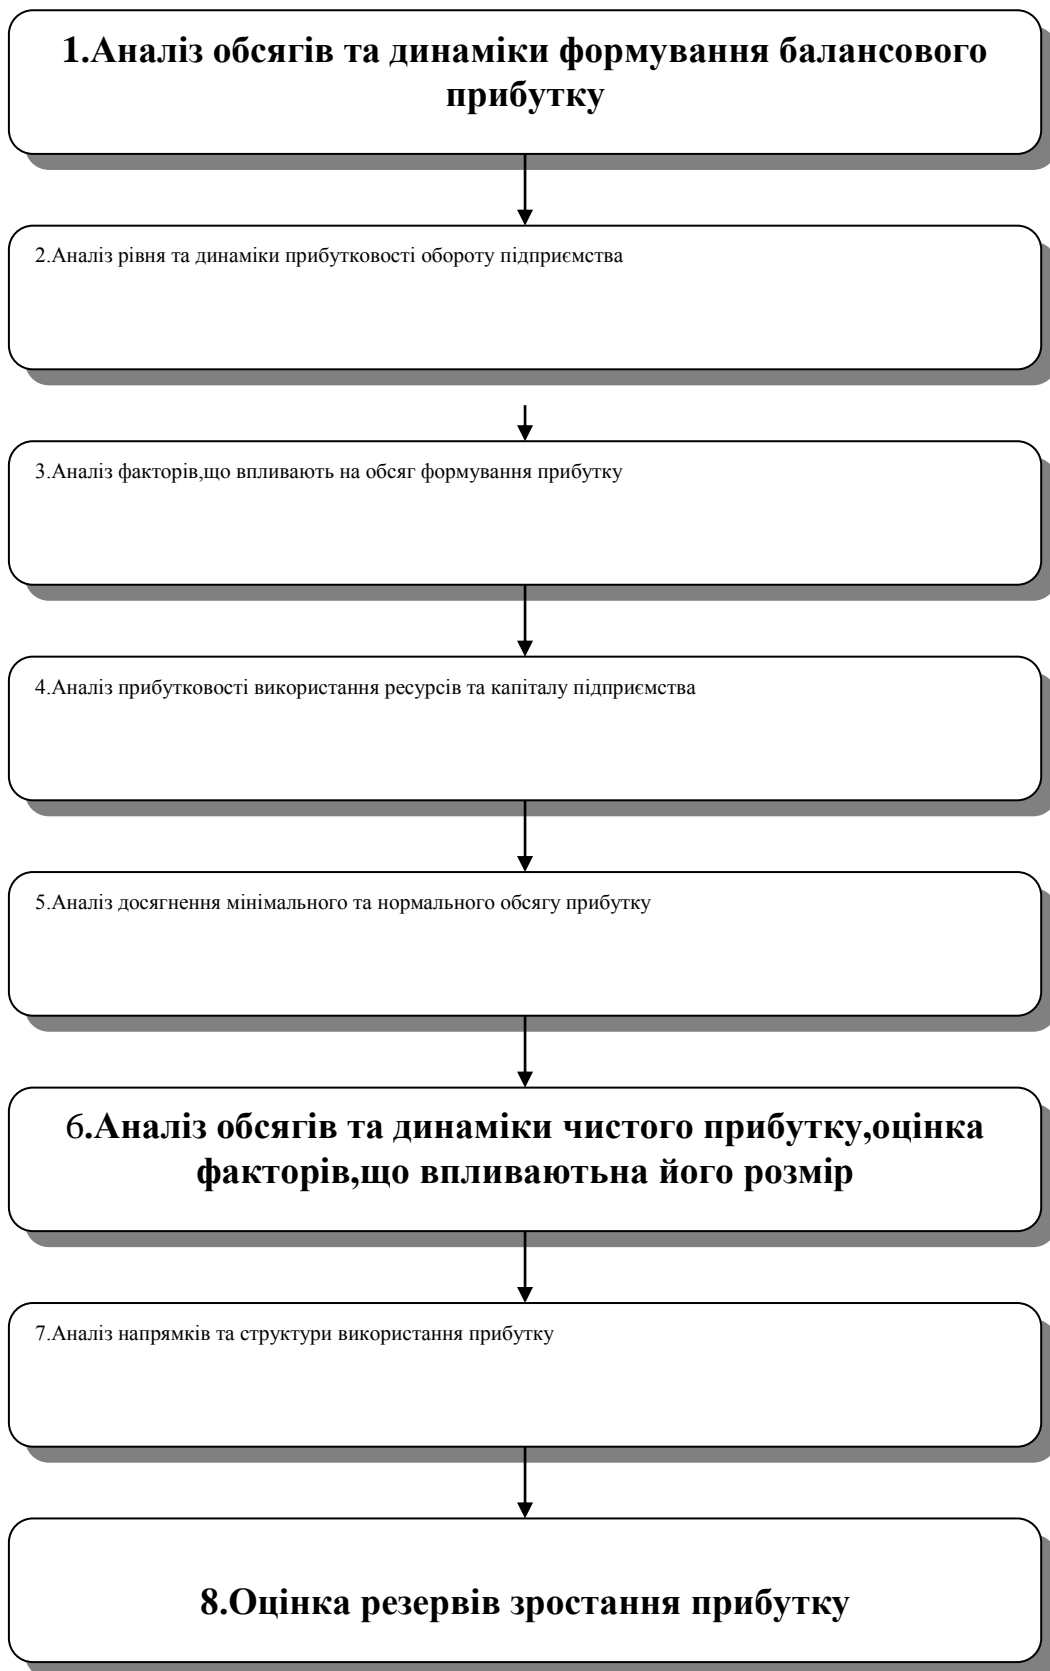 1.Аналіз обсягів та динаміки формування балансового
прибутку
2.Аналіз рівня та динаміки прибутковості обороту підприємства
3.Аналіз факторів,що впливають на обсяг формування прибутку
4.Аналіз прибутковості використання ресурсів та капіталу підприємства
5.Аналіз досягнення мінімального та нормального обсягу прибутку
6.Аналіз обсягів та динаміки чистого прибутку,оцінка
факторів,що впливаютьна його розмір
7.Аналіз напрямків та структури використання прибутку
8.Оцінка резервів зростання прибутку